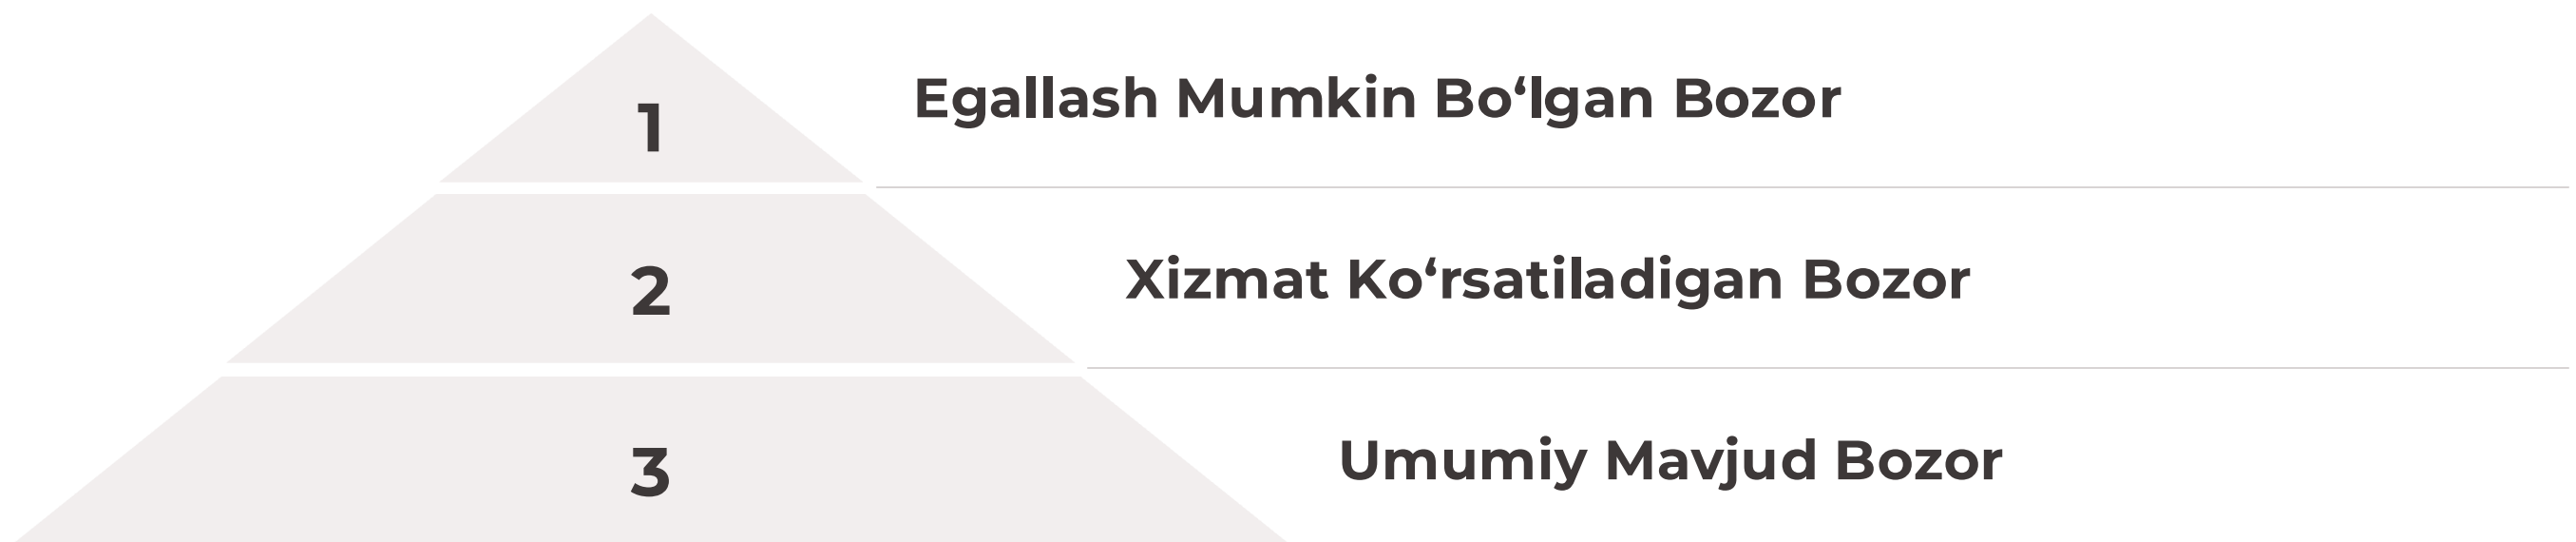 1
Egallash Mumkin Bo‘lgan Bozor
2
Xizmat Ko‘rsatiladigan Bozor
3
Umumiy Mavjud Bozor